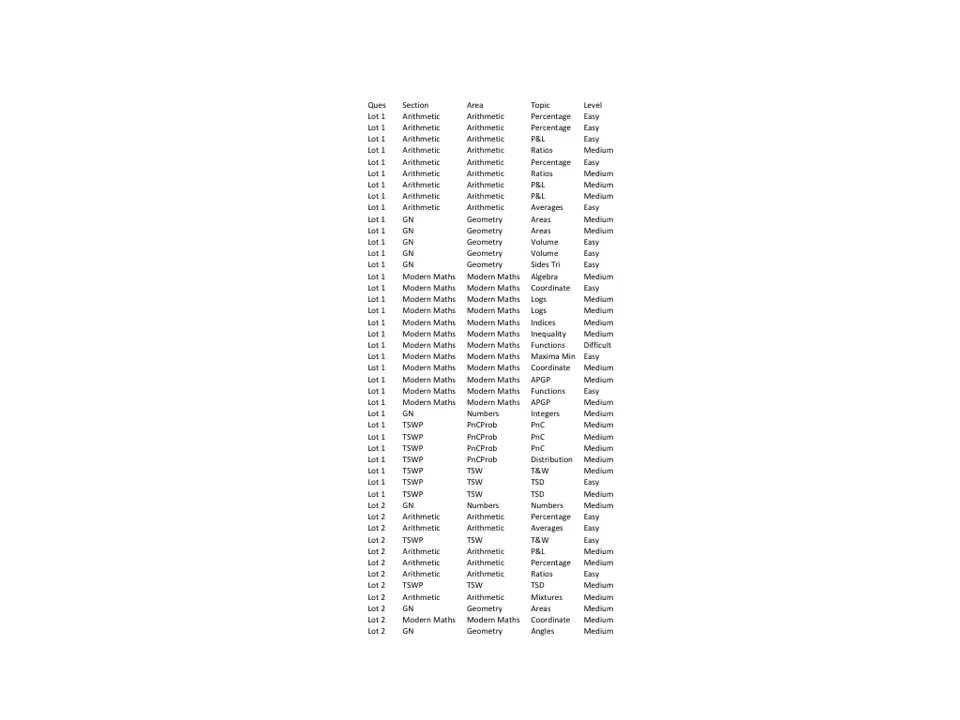 Ques Section Area Topic Level
Lot 1 Arithmetic Arithmetic Percentage Easy
Lot 1 Arithmetic Arithmetic Percentage Easy
Lot 1 Arithmetic Arithmetic P&L Easy
Lot 1 Arithmetic Arithmetic Ratios Medium
Lot 1 Arithmetic Arithmetic Percentage Easy
Lot 1 Arithmetic Arithmetic Ratios Medium
Lot 1 Arithmetic Arithmetic P&L Medium
Lot 1 Arithmetic Arithmetic P&L Medium
Lot 1 Arithmetic Arithmetic Averages Easy
Lot 1 GN Geometry Areas Medium
Lot 1 GN Geometry Areas Medium
Lot 1 GN Geometry Volume Easy
Lot 1 GN Geometry Volume Easy
Lot 1 GN Geometry Sides Tri Easy
Lot 1 Modern Maths Modern Maths Algebra Medium
Lot 1 Modern Maths Modern Maths Coordinate Easy
Lot 1 Modern Maths Modern Maths Logs Medium
Lot 1 Modern Maths Modern Maths Logs Medium
Lot 1 Modern Maths Modern Maths Indices Medium
Lot 1 Modern Maths Modern Maths Inequality Medium
Lot 1 Modern Maths Modern Maths Functions Difficult
Lot 1 Modern Maths Modern Maths Maxima Min Easy
Lot 1 Modern Maths Modern Maths Coordinate Medium
Lot 1 Modern Maths Modern Maths APGP Medium
Lot 1 Modern Maths Modern Maths Functions Easy
Lot 1 Modern Maths Modern Maths APGP Medium
Lot 1 GN Numbers Integers Medium
Lot 1 TSWP PnCProb PnC Medium
Lot 1 TSWP PnCProb PnC Medium
Lot 1 TSWP PnCProb PnC Medium
Lot 1 TSWP PnCProb Distribution Medium
Lot 1 TSWP TSW T&W Medium
Lot 1 TSWP TSW TSD Easy
Lot 1 TSWP TSW TSD Medium
Lot 2 GN Numbers Numbers Medium
Lot 2 Arithmetic Arithmetic Percentage Easy
Lot 2 Arithmetic Arithmetic Averages Easy
Lot 2 TSWP TSW T&W Easy
Lot 2 Arithmetic Arithmetic P&L Medium
Lot 2 Arithmetic Arithmetic Percentage Medium
Lot 2 Arithmetic Arithmetic Ratios Easy
Lot 2 TSWP TSW TSD Medium
Lot 2 Arithmetic Arithmetic Mixtures Medium
Lot 2 GN Geometry Areas Medium
Lot 2 Modern Maths Modern Maths Coordinate Medium
Lot 2 GN Geometry Angles Medium